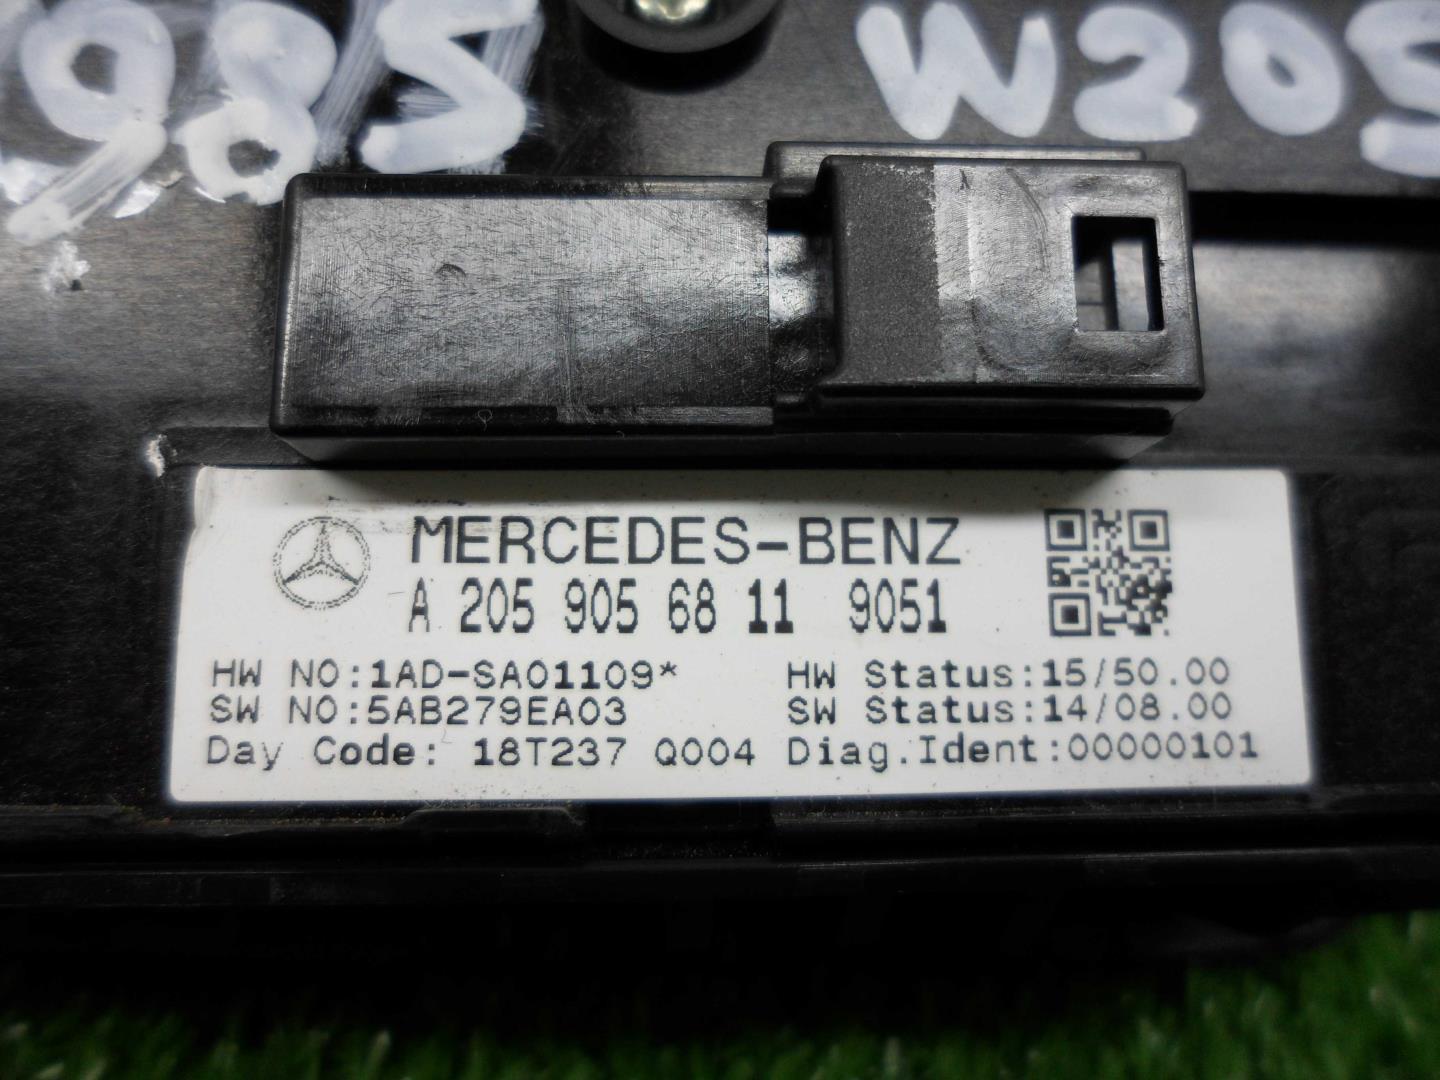 985
W205
MERCEDES-BENZ
A 205 905 68 11 9051
HW NO:1AD-SA01109* HW Status:15/50.00
SW NO:5AB279EA03 SW Status:14/08.00
Day Code: 18T237 Q004 Diag.Ident:00000101